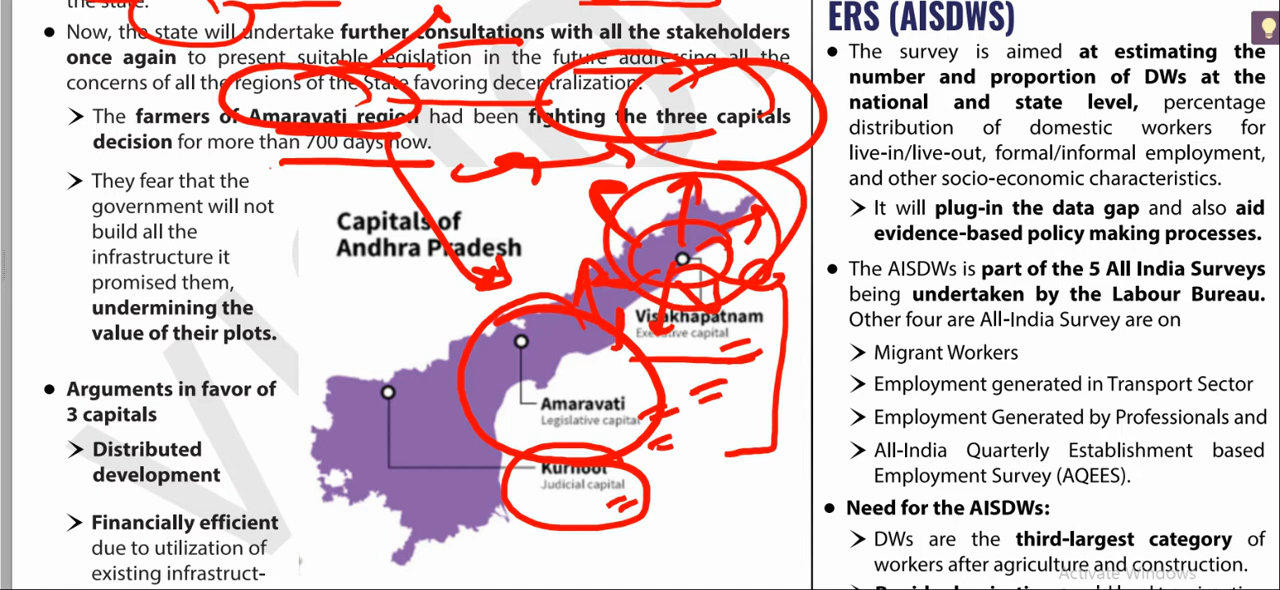 the state.
● Now, the state will undertake further consultations with all the stakeholders
once again to present suitable legislation in the future addressing all the
concerns of all the regions of the State favoring decentralization.
➢ The farmers of Amaravati region had been fighting the three capitals
decision for more than 700 days now.
➢ They fear that the
government will not
build all the
infrastructure it
promised them,
undermining the
value of their plots.
● Arguments in favor of
3 capitals
➢ Distributed
development
➢ Financially efficient
due to utilization of
existing infrastruct-
Capitals of
Andhra Pradesh
Visakhapatnam
Executive capital
Amaravati
Legislative capital
Kurnool
Judicial capital
ERS (AISDWS)
● The survey is aimed at estimating the
number and proportion of DWs at the
national and state level, percentage
distribution of domestic workers for
live-in/live-out, formal/informal employment,
and other socio-economic characteristics.
➢ It will plug-in the data gap and also aid
evidence-based policy making processes.
● The AISDWs is part of the 5 All India Surveys
being undertaken by the Labour Bureau.
Other four are All-India Survey are on
➢ Migrant Workers
➢ Employment generated in Transport Sector
➢ Employment Generated by Professionals and
➢ All-India Quarterly Establishment based
Employment Survey (AQEES).
● Need for the AISDWs:
➢ DWs are the third-largest category of
workers after agriculture and construction.
Activate Windows